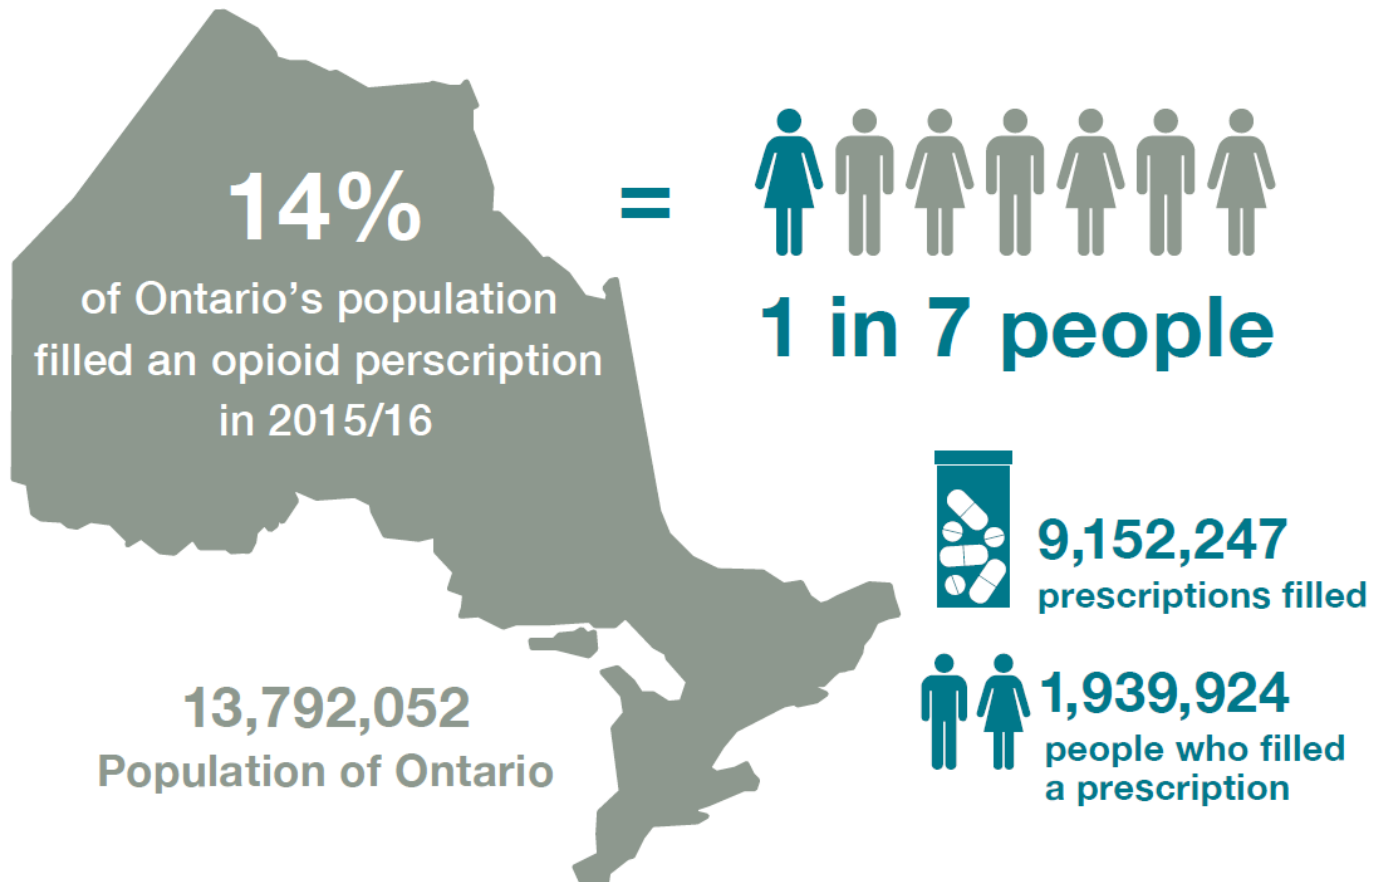 14%
of Ontario's population
filled an opioid perscription
in 2015/16
=
1 in 7 people
9,152,247
prescriptions filled
1,939,924
people who filled
a prescription
13,792,052
Population of Ontario